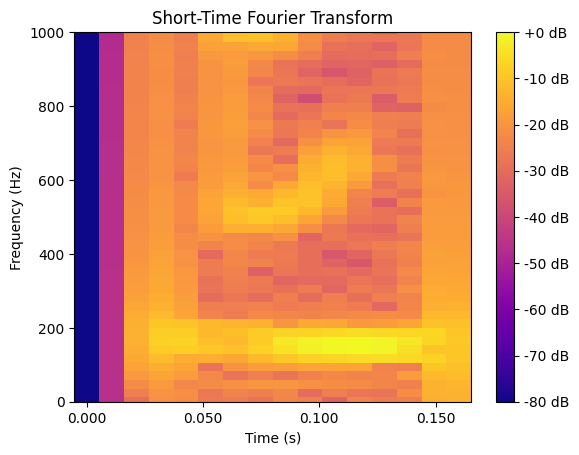 Short-Time Fourier Transform
1000
800
600
400
200
0
Frequency (Hz)
0.000
0.050
0.100
0.150
Time (s)
+0 dB
-10 dB
-20 dB
-30 dB
-40 dB
-50 dB
-60 dB
-70 dB
-80 dB